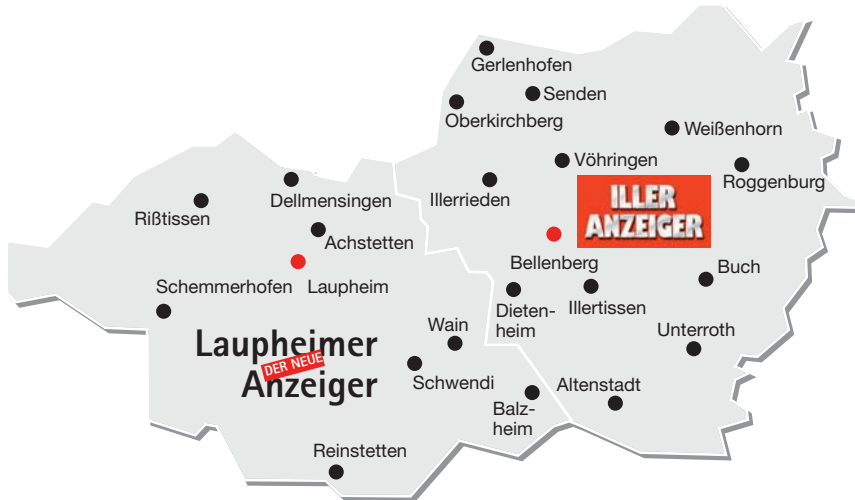 Gerlenhofen
Senden
Oberkirchberg
Weißenhorn
Vöhringen
Roggenburg
Illerrieden
Dellmensingen
Rißtissen
ILLER
ANZEIGER
Achstetten
Bellenberg
Buch
Schemmerhofen
Laupheim
Dieten-
heim
Illertissen
Wain
Unterroth
Laupheimer
DER NEUE
Anzeiger
Schwendi
Altenstadt
Balz-
heim
Reinstetten